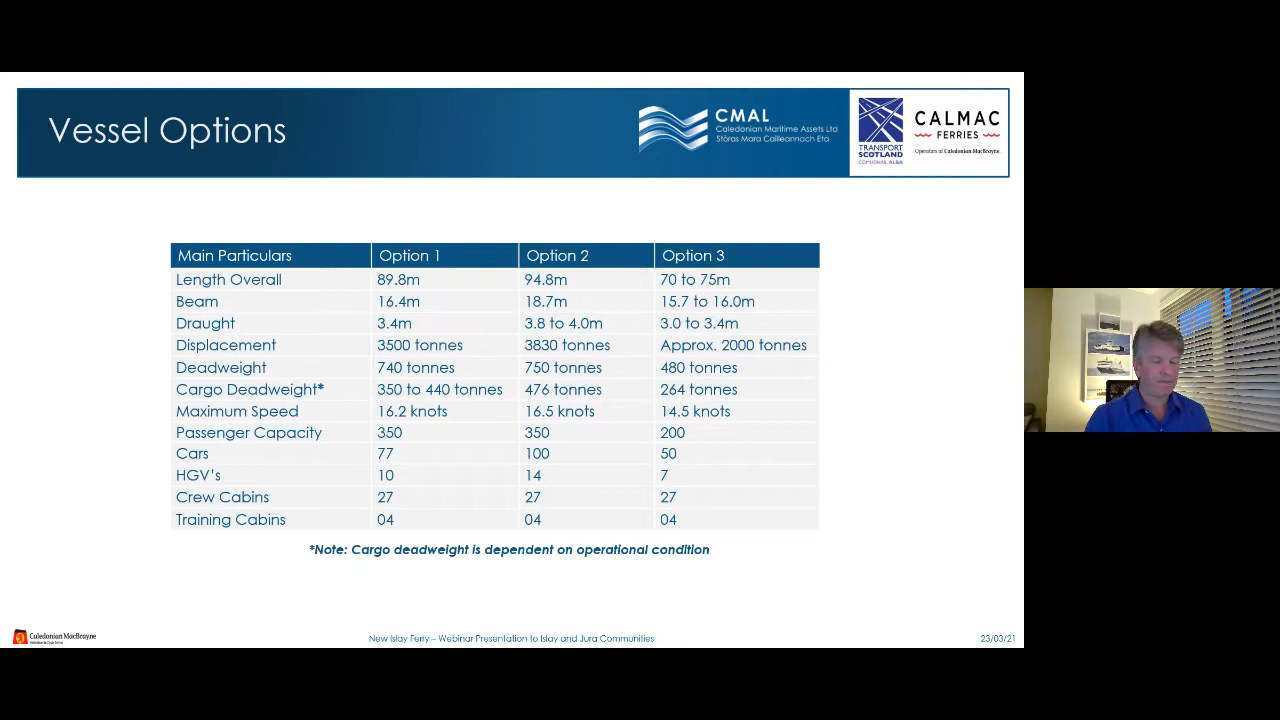 Vessel Options
CMAL
Caledonian Maritime Assets Ltd
Stòras Mara Cailleannach Eta
TRANSPORT
SCOTLAND
CÒMHDHAIL ALBA
CALMAC
FERRIES
Operators of Caledonian MacBrayne
Main Particulars Option 1 Option 2 Option 3
Length Overall 89.8m 94.8m 70 to 75m
Beam 16.4m 18.7m 15.7 to 16.0m
Draught 3.4m 3.8 to 4.0m 3.0 to 3.4m
Displacement 3500 tonnes 3830 tonnes Approx. 2000 tonnes
Deadweight 740 tonnes 750 tonnes 480 tonnes
Cargo Deadweight* 350 to 440 tonnes 476 tonnes 264 tonnes
Maximum Speed 16.2 knots 16.5 knots 14.5 knots
Passenger Capacity 350 350 200
Cars 77 100 50
HGV's 10 14 7
Crew Cabins 27 27 27
Training Cabins 04 04 04
*Note: Cargo deadweight is dependent on operational condition
Caledonian MacBrayne
New Islay Ferry – Webinar Presentation to Islay and Jura Communities
23/03/21